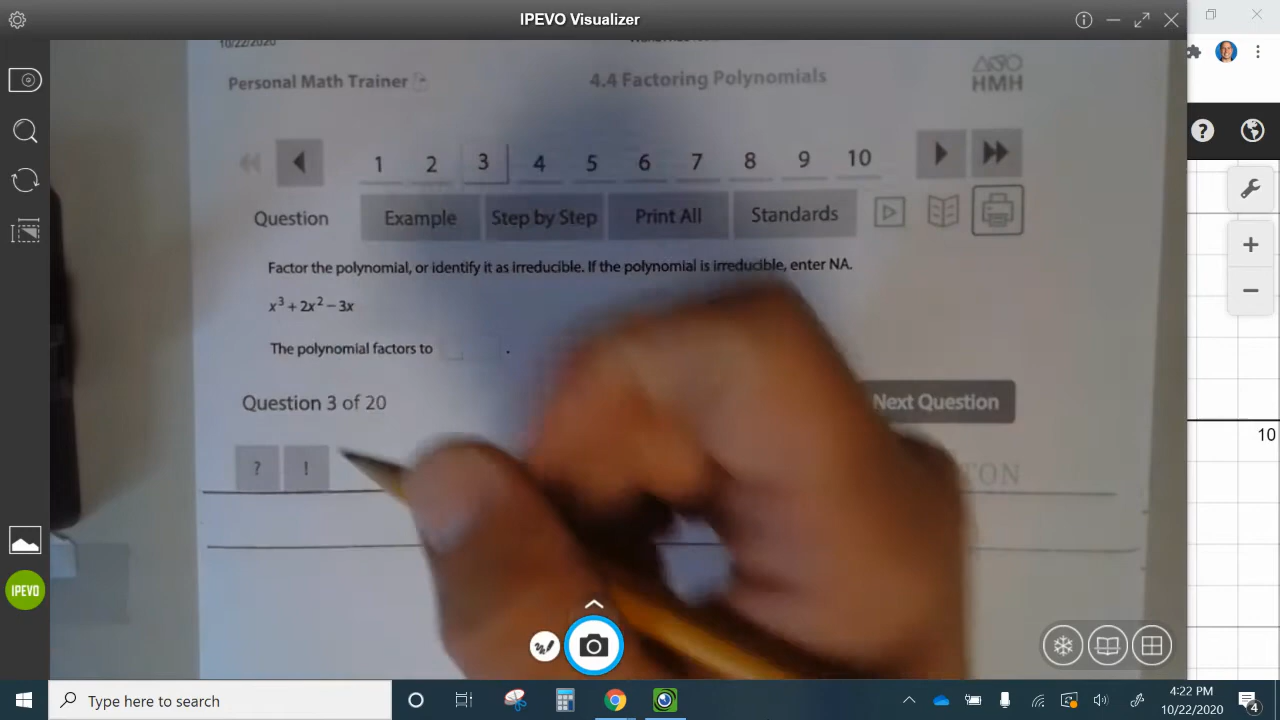 IPEVO Visualizer
10/22/2020
Personal Math Trainer
4.4 Factoring Polynomials
HMH
1 2 3 4 5 6 7 8 9 10
Question Example Step by Step Print All Standards
Factor the polynomial, or identify it as irreducible. If the polynomial is irreducible, enter NA.
x³ + 2x² − 3x
The polynomial factors to .
Question 3 of 20
Next Question
? !
TON
10
IPEVO
Type here to search
4:22 PM
10/22/2020
4